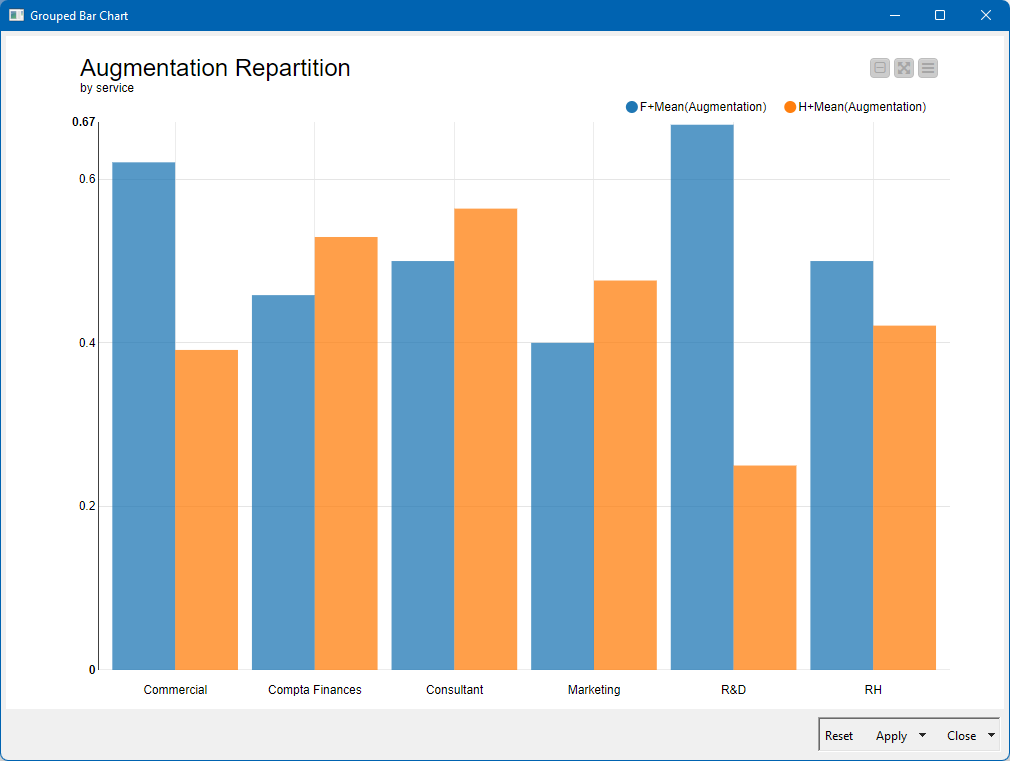 Grouped Bar Chart
Augmentation Repartition
by service
F+Mean(Augmentation) H+Mean(Augmentation)
0.67
0.6
0.4
0.2
0
Commercial Compta Finances Consultant Marketing R&D RH
Reset Apply Close